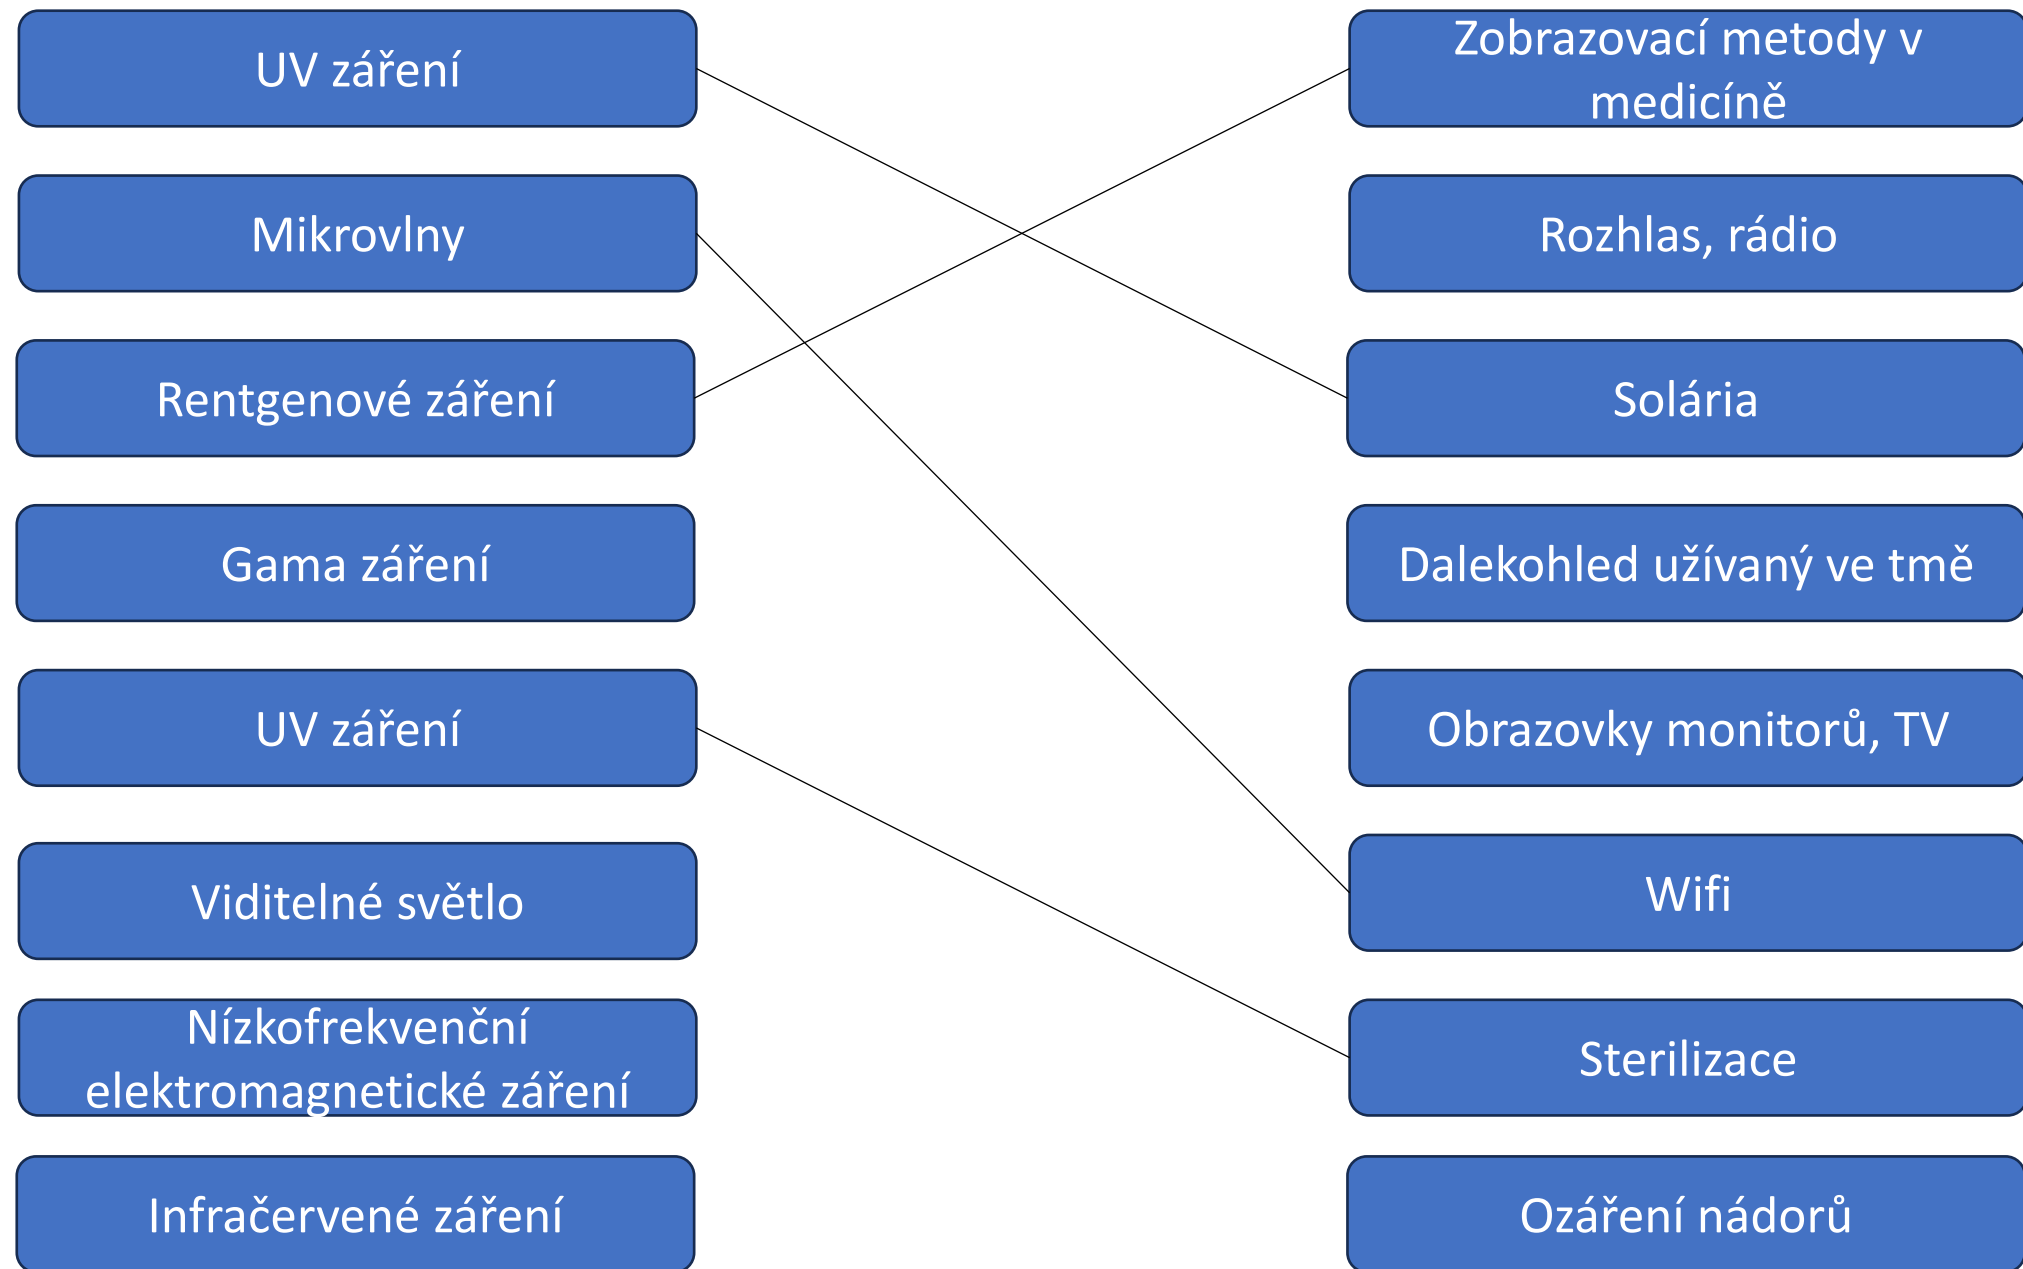 UV záření
Mikrovlny
Rentgenové záření
Gama záření
UV záření
Viditelné světlo
Nízkofrekvenční
elektromagnetické záření
Infračervené záření
Zobrazovací metody v
medicíně
Rozhlas, rádio
Solária
Dalekohled užívaný ve tmě
Obrazovky monitorů, TV
Wifi
Sterilizace
Ozáření nádorů